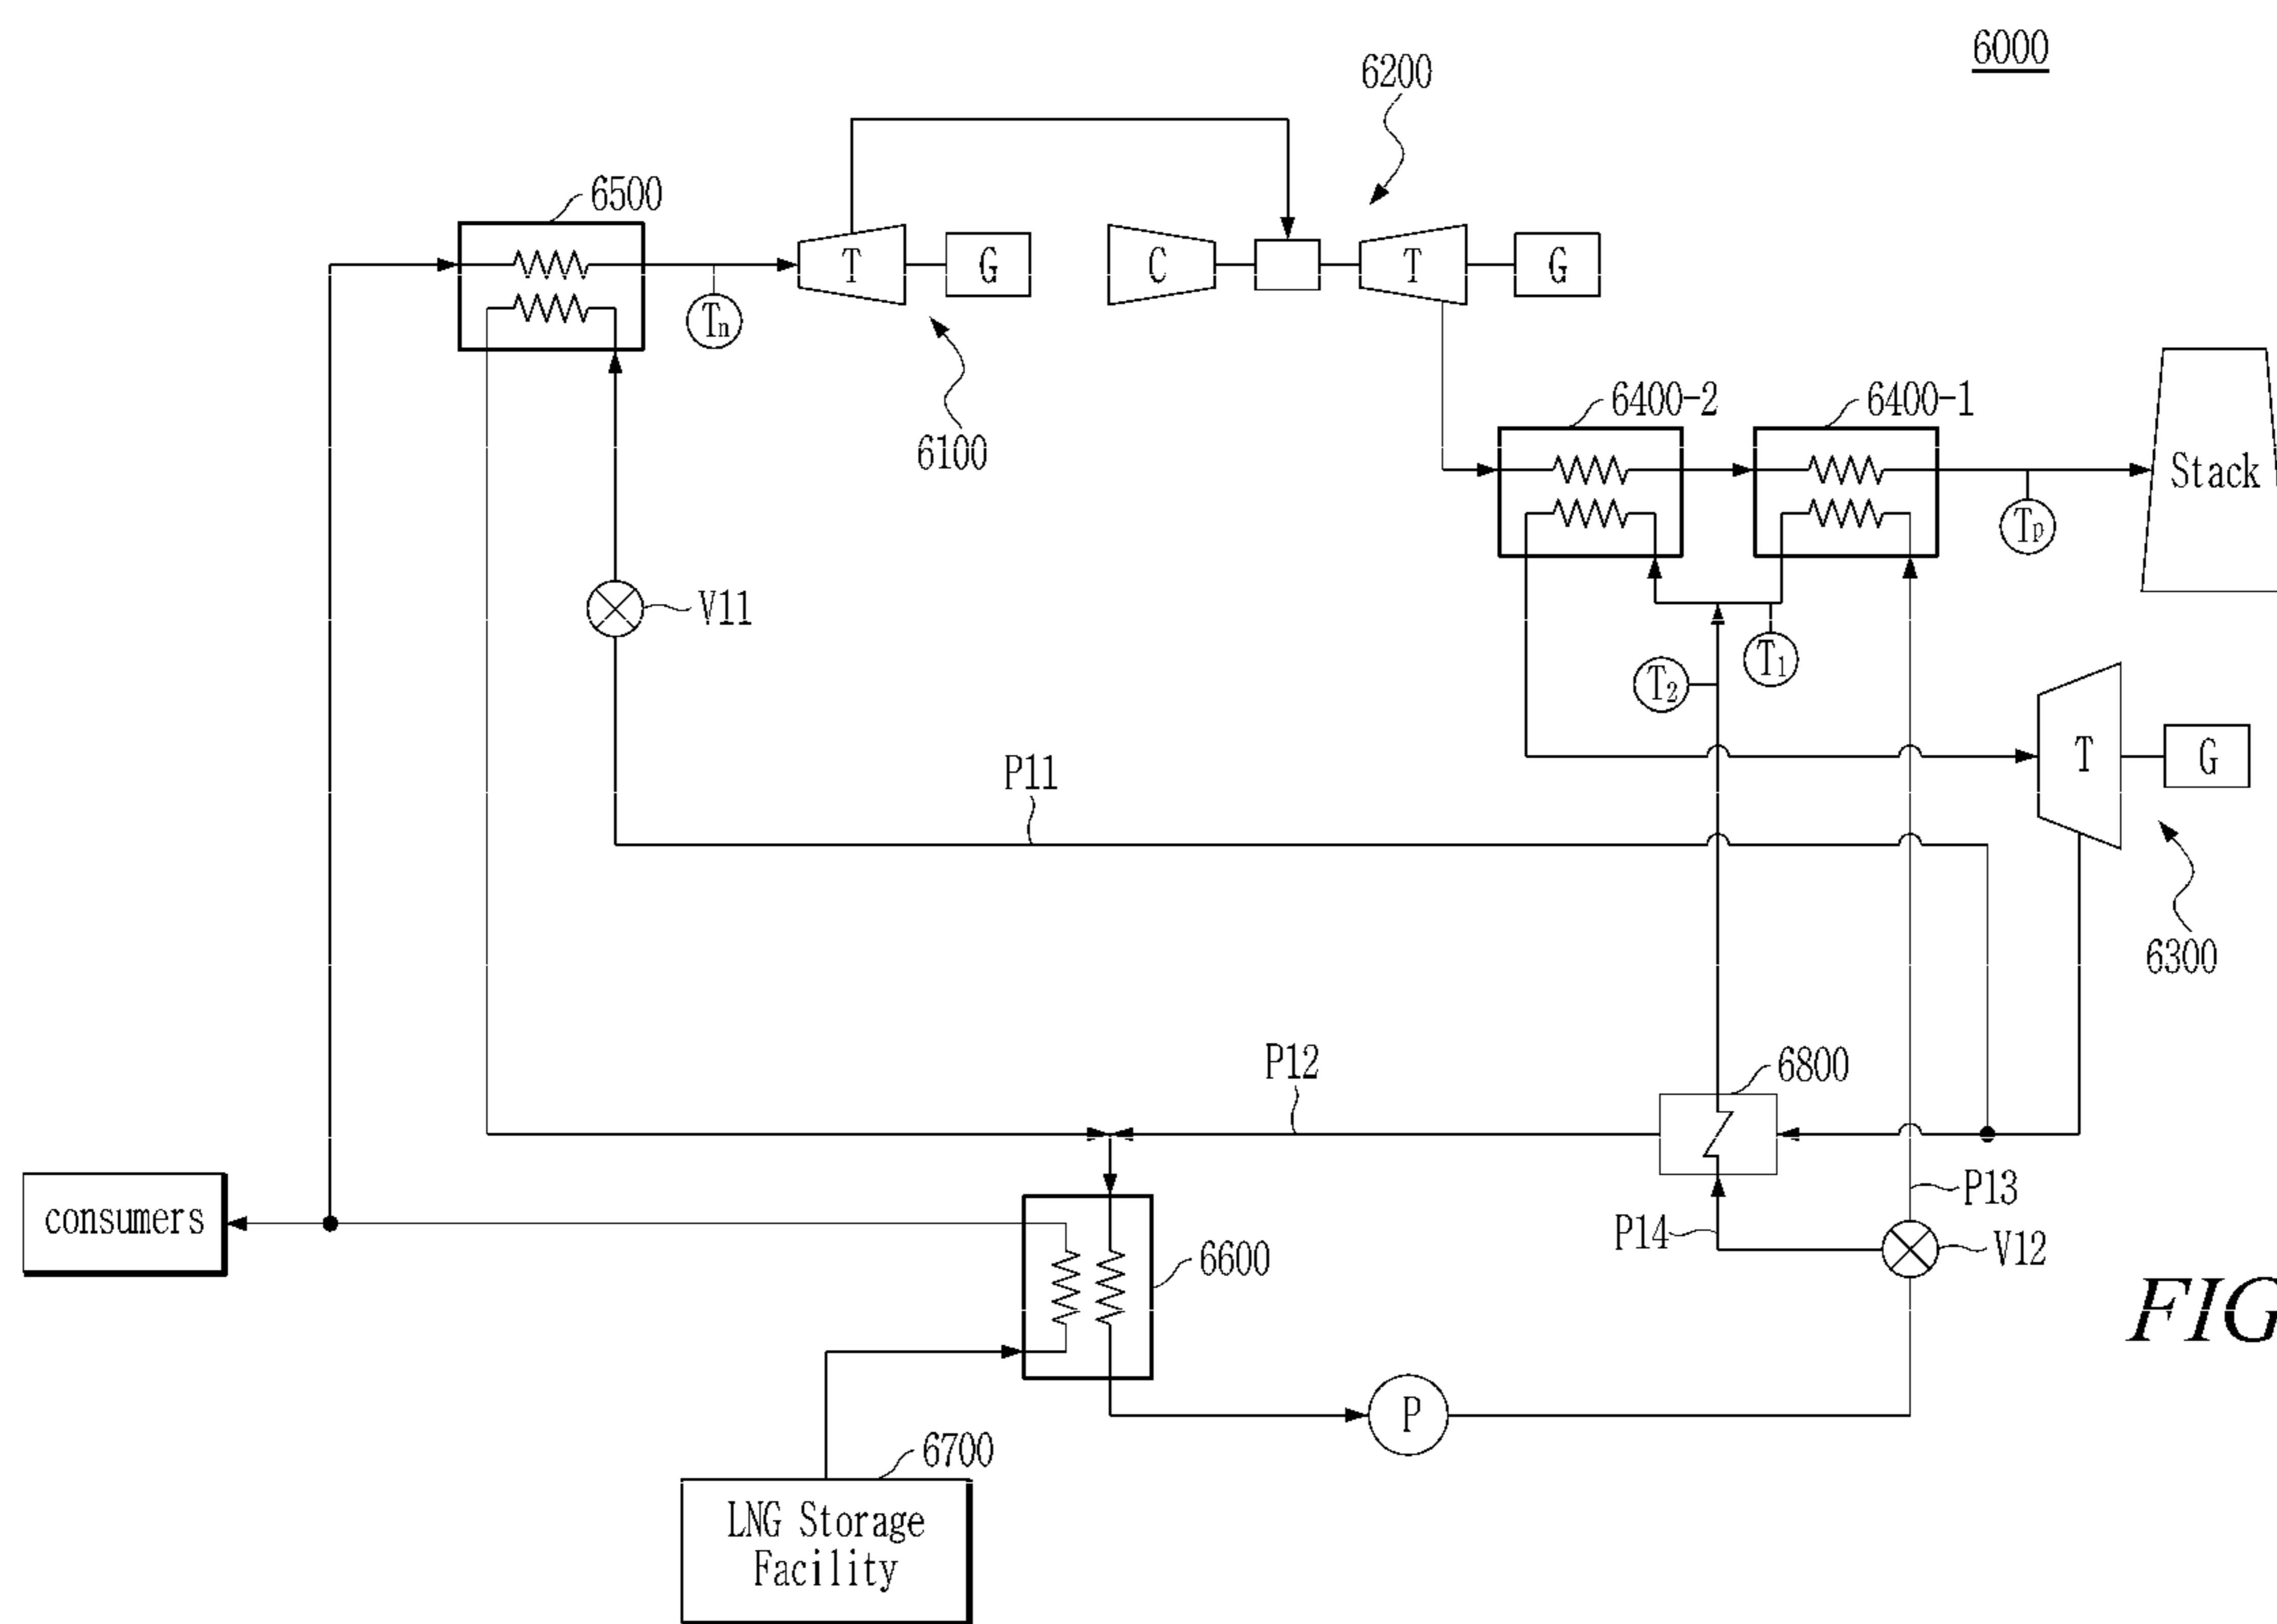 6000
6200
6500
T
G
C
T
G
Tn
6100
6400-2
6400-1
Stack
Tp
V11
T1
T2
P11
T
G
6300
P12
6800
consumers
P13
P14
V12
6600
FIG
P
6700
LNG Storage
Facility